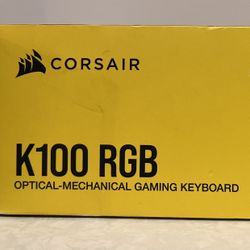 CORSAIR
K100 RGB
OPTICAL-MECHANICAL GAMING KEYBOARD